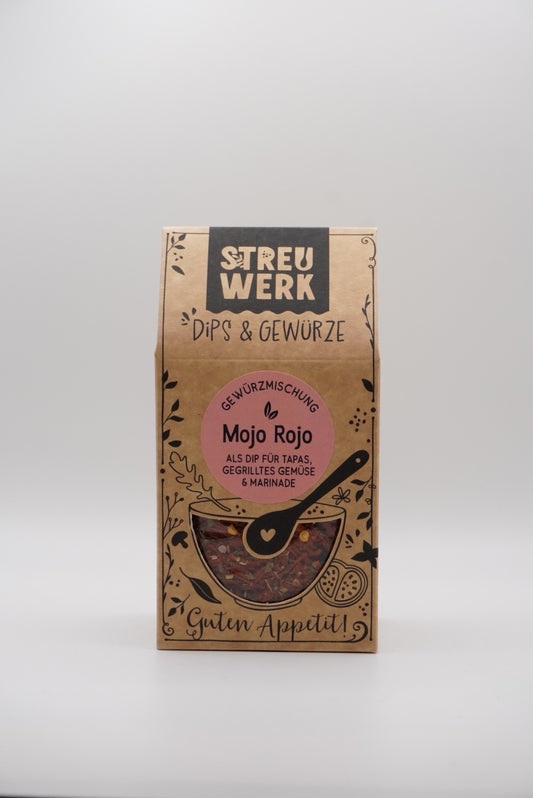 STREU
WERK
DiPS & GEWÜRZE
GEWÜRZMISCHUNG
Mojo Rojo
ALS DIP FÜR TAPAS,
GEGRILLTES GEMÜSE
& MARINADE
Guten Appetit!